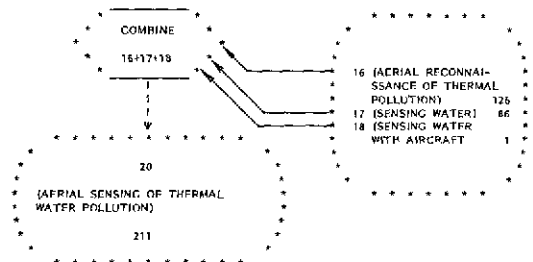 COMBINE
16+17+18
16 (AERIAL RECONNAI-
SSANCE OF THERMAL
POLLUTION) 126
17 (SENSING WATER) 86
18 (SENSING WATER
WITH AIRCRAFT 1
20
(AERIAL SENSING OF THERMAL
WATER POLLUTION)
211